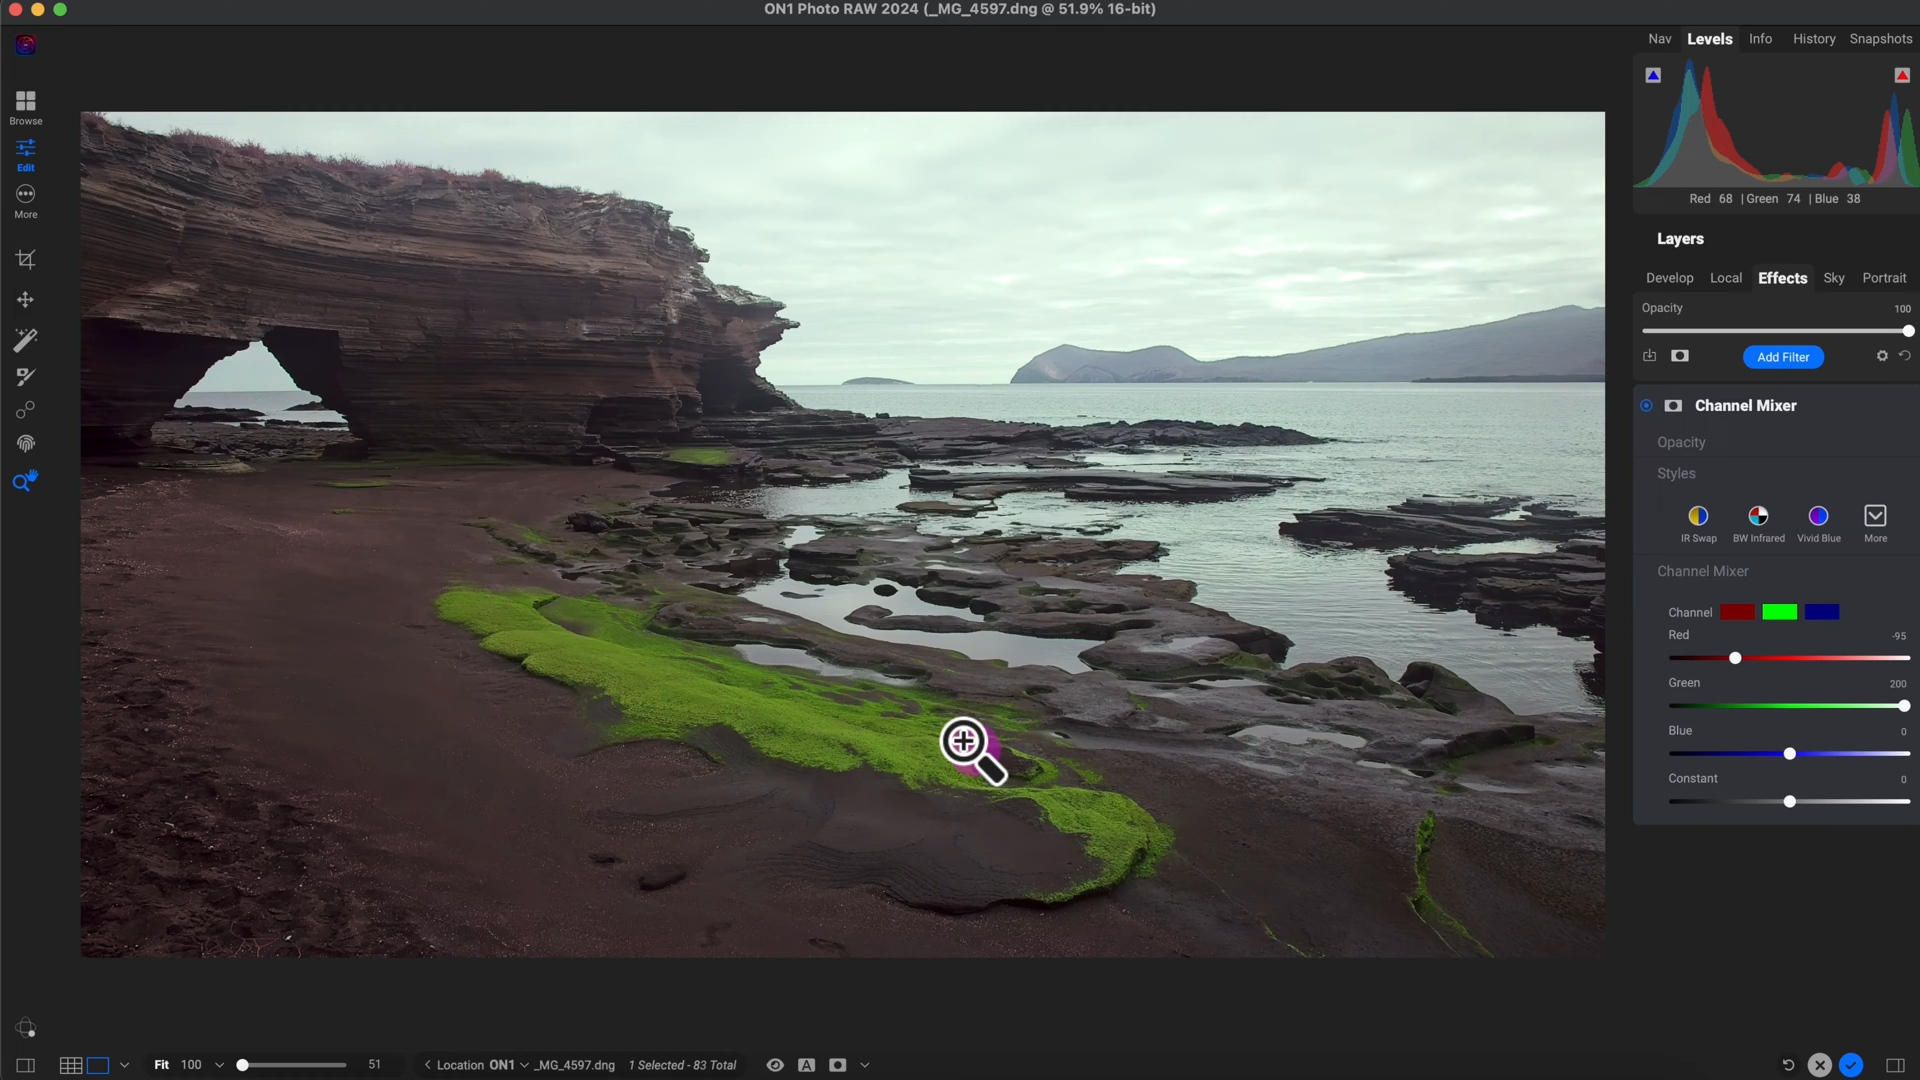 ON1 Photo RAW 2024 (_MG_4597.dng @ 51.9% 16-bit)
Nav Levels Info History Snapshots
Browse
Edit
More
Red 68 | Green 74 | Blue 38
Layers
Develop Local Effects Sky Portrait
Opacity 100
Add Filter
Channel Mixer
Opacity
Styles
IR Swap BW Infrared Vivid Blue More
Channel Mixer
Channel
Red -95
Green 200
Blue 0
Constant 0
Fit 100 51 Location ON1 _MG_4597.dng 1 Selected - 83 Total A